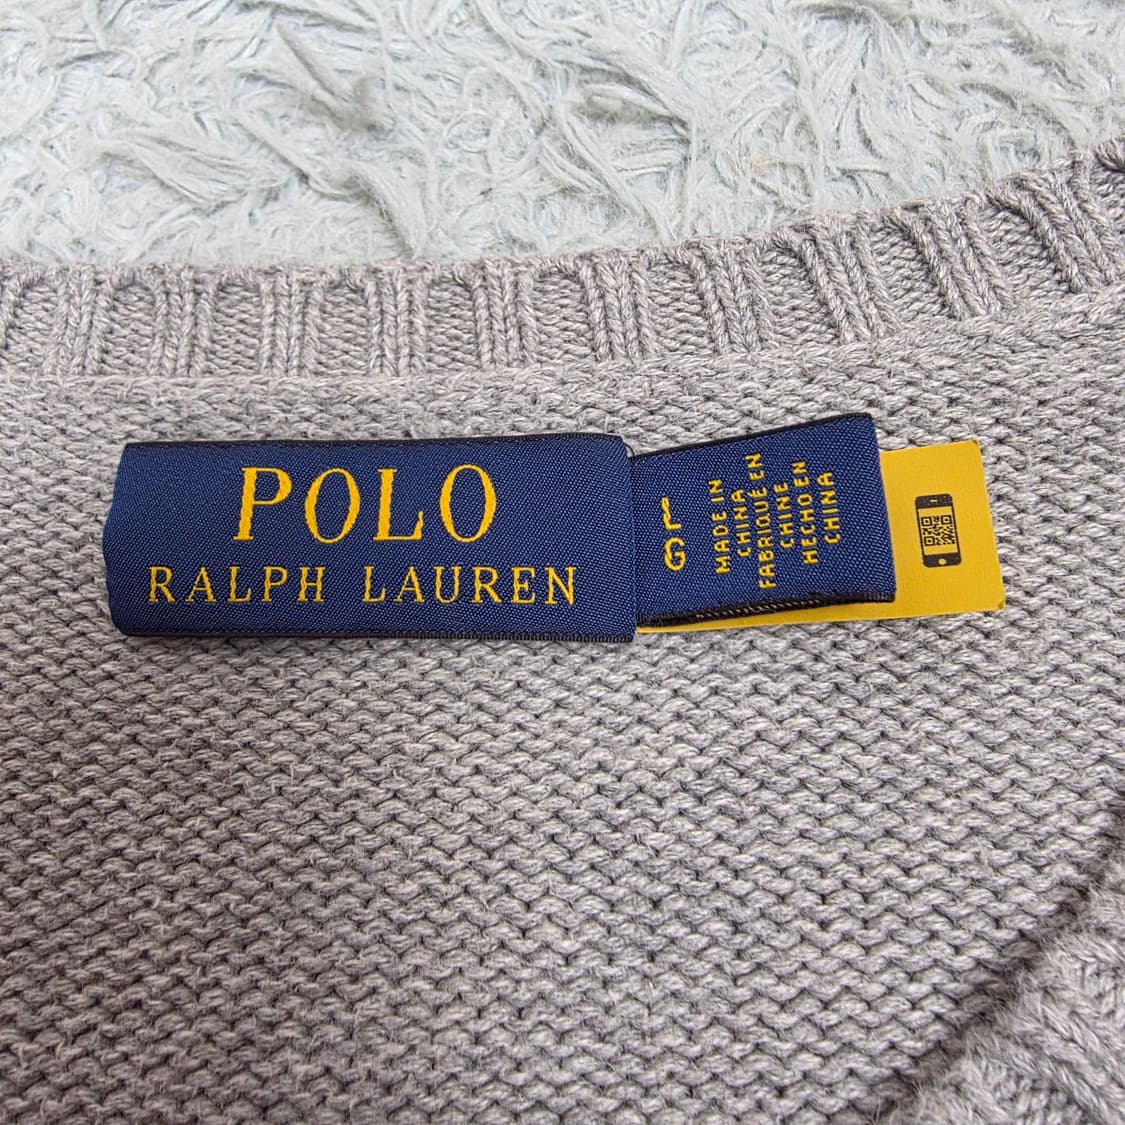 POLO
RALPH LAUREN
MADE IN
CHINA
FABRIQUÉ EN
CHINE
HECHO EN
CHINA